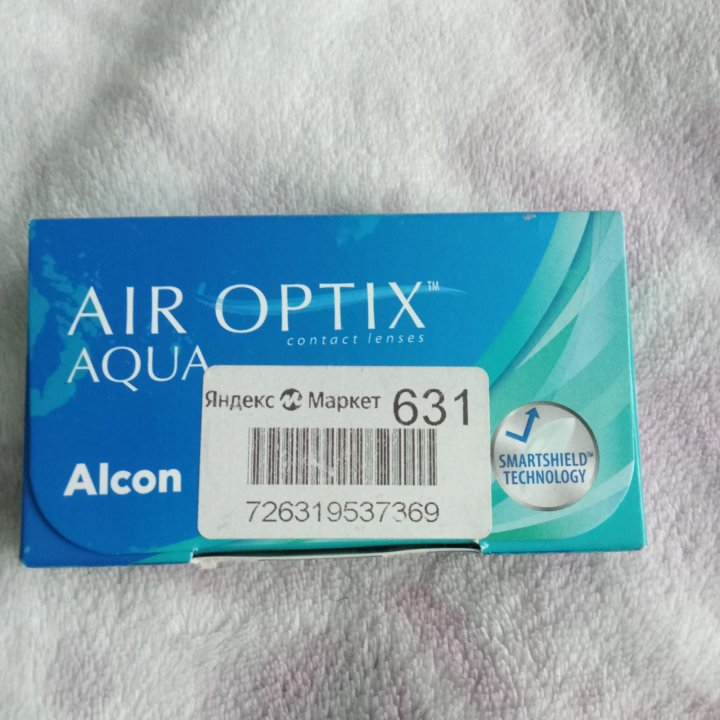 AIR OPTIX™
contact lenses
AQUA
Яндекс Маркет 631
726319537369
Alcon
SMARTSHIELD™
TECHNOLOGY